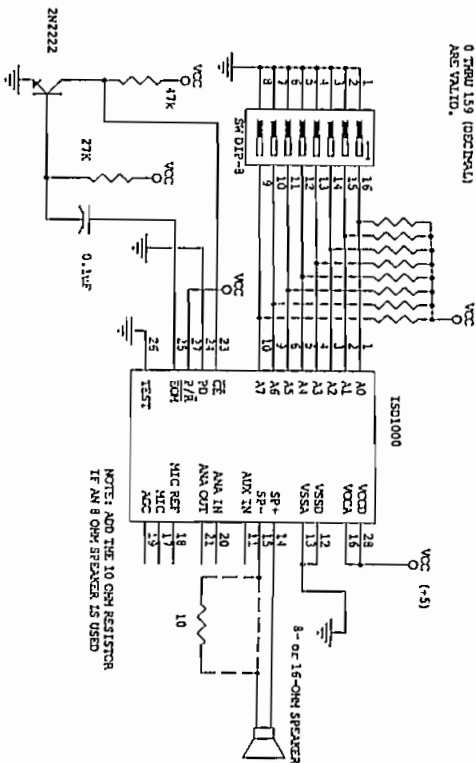 0 THRU 159 (DECIMAL)
ARE VALID.
VCC
1 16
2 15
3 14
4 13
5 12
6 11
7 10
8 9
SW DIP-8
2N2222
VCC
47K
VCC
27K
0.1uF
VCC
ISD1000
1 A0
2 A1
3 A2
4 A3
5 A4
6 A5
9 A6
10 A7
23 CE
24 PD
27 P/R
25 EOM
26 TEST
VCCD 28
VCCA 16
VSSD 12
VSSA 13
SP+ 14
SP- 15
AUX IN 11
ANA IN 20
ANA OUT 21
MIC REF 18
MIC 17
AGC 19
VCC (+5)
8- or 16-OHM SPEAKER
10
NOTE: ADD THE 10 OHM RESISTOR
IF AN 8 OHM SPEAKER IS USED